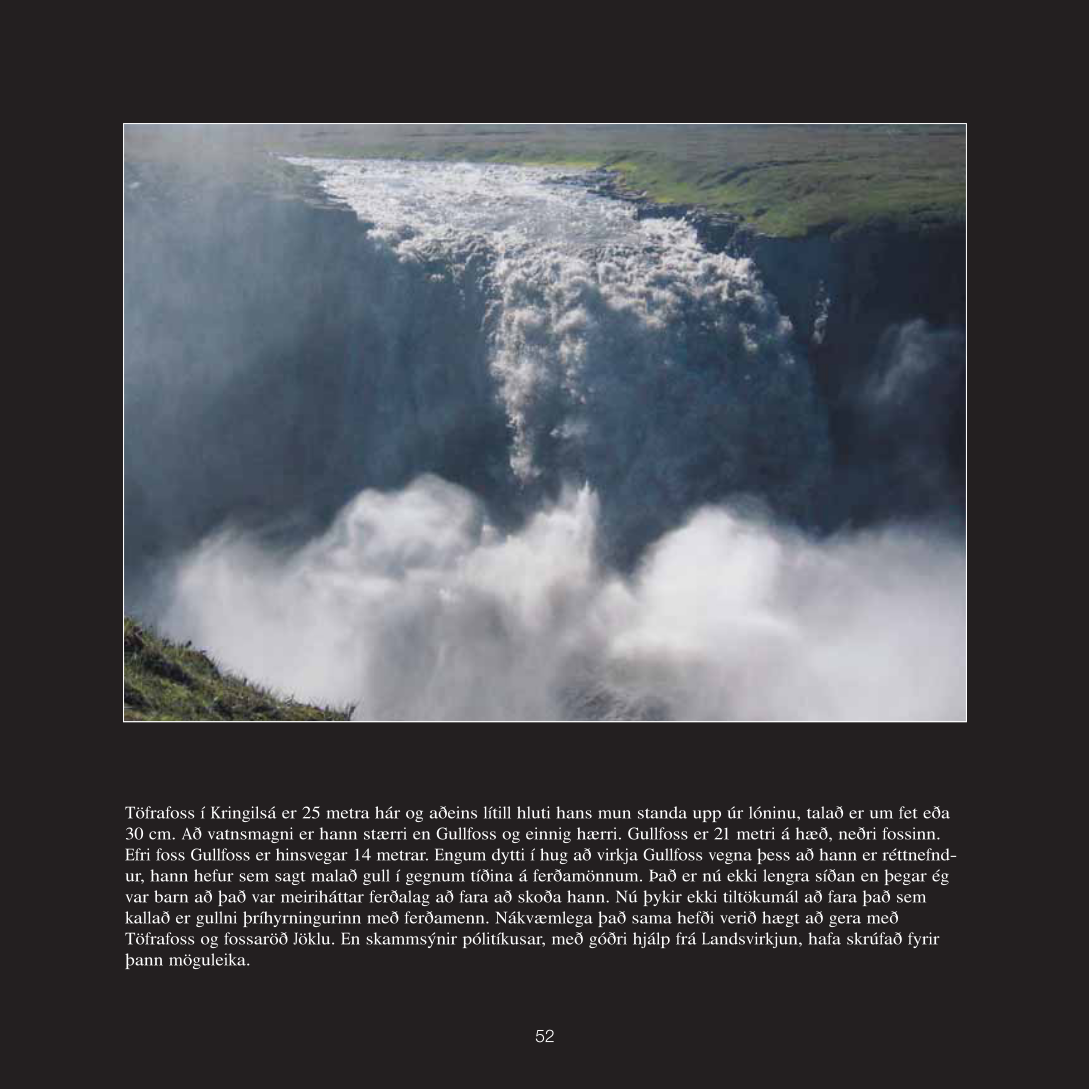 Töfrafoss í Kringilsá er 25 metra hár og aðeins lítill hluti hans mun standa upp úr lóninu, talað er um fet eða
30 cm. Að vatnsmagni er hann stærri en Gullfoss og einnig hærri. Gullfoss er 21 metri á hæð, neðri fossinn.
Efri foss Gullfoss er hinsvegar 14 metrar. Engum dytti í hug að virkja Gullfoss vegna þess að hann er réttnefnd-
ur, hann hefur sem sagt malað gull í gegnum tíðina á ferðamönnum. Það er nú ekki lengra síðan en þegar ég
var barn að það var meiriháttar ferðalag að fara að skoða hann. Nú þykir ekki tiltökumál að fara það sem
kallað er gullni þríhyrningurinn með ferðamenn. Nákvæmlega það sama hefði verið hægt að gera með
Töfrafoss og fossaröð Jöklu. En skammsýnir pólitíkusar, með góðri hjálp frá Landsvirkjun, hafa skrúfað fyrir
þann möguleika.
52